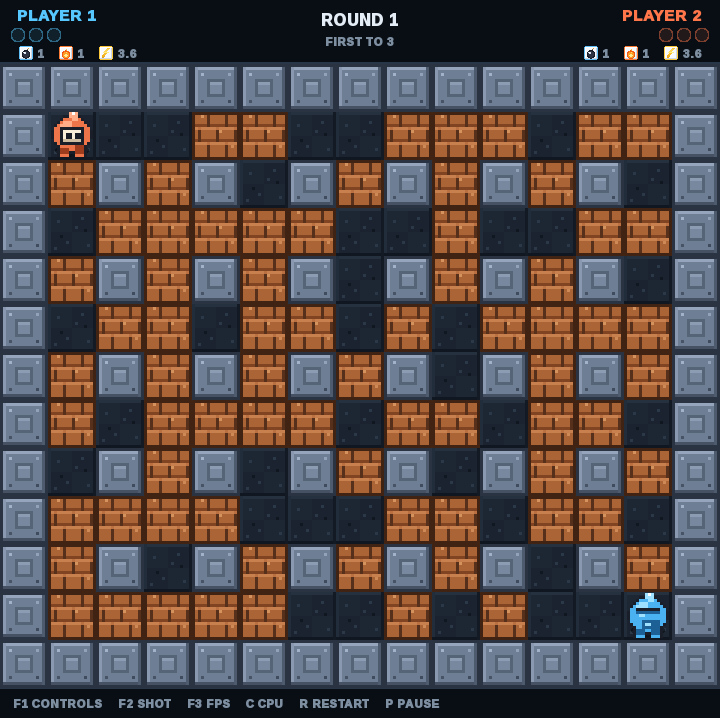 PLAYER 1
ROUND 1
PLAYER 2
FIRST TO 3
1 1 3.6
1 1 3.6
F1 CONTROLS F2 SHOT F3 FPS C CPU R RESTART P PAUSE